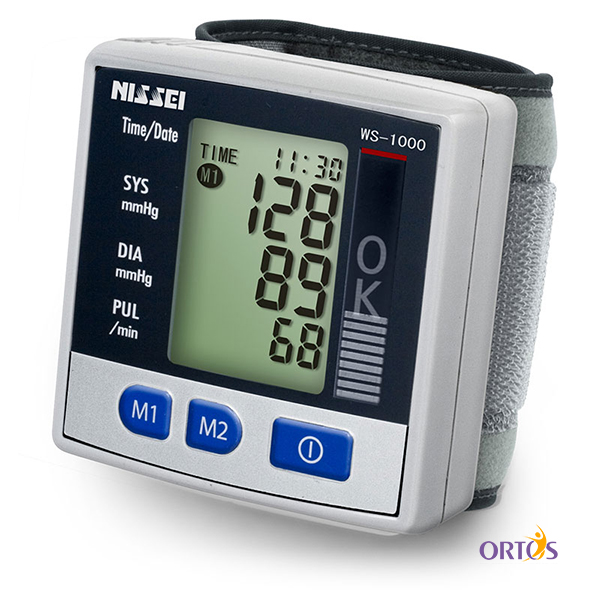 NISSEI
Time/Date
WS-1000
TIME 11:30
M1
SYS
mmHg
128
DIA
mmHg
89
PUL
/min
68
OK
M1
M2
ORTOS